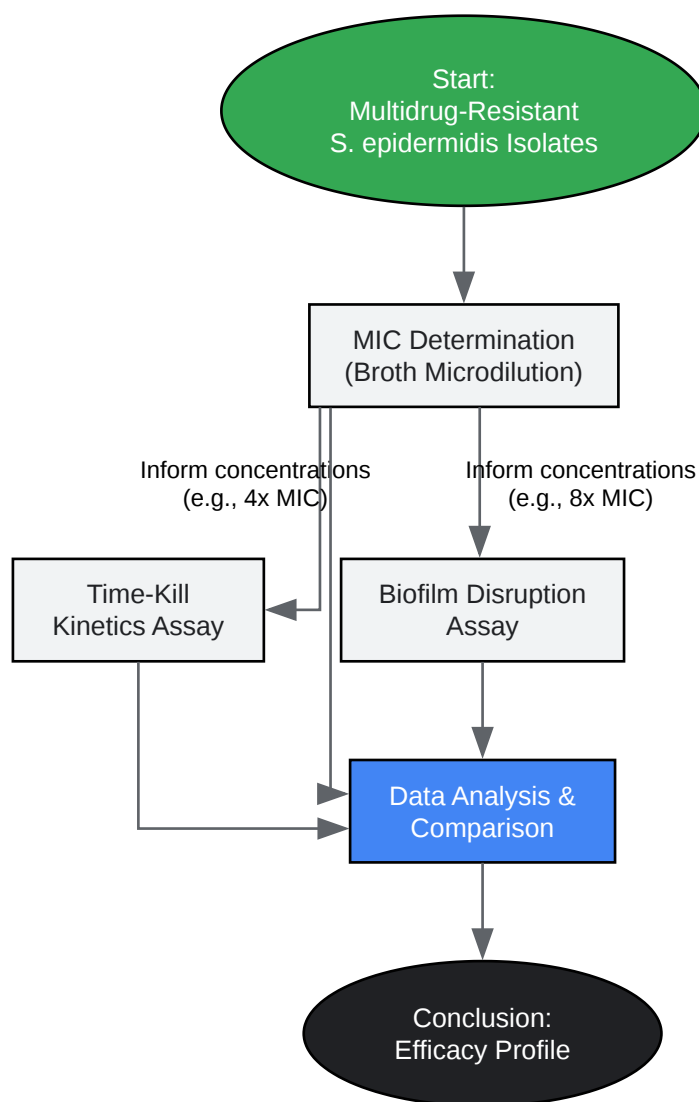 Start:
Multidrug-Resistant
S. epidermidis Isolates
MIC Determination
(Broth Microdilution)
Inform concentrations
(e.g., 4x MIC)
Inform concentrations
(e.g., 8x MIC)
Time-Kill
Kinetics Assay
Biofilm Disruption
Assay
Data Analysis &
Comparison
Conclusion:
Efficacy Profile